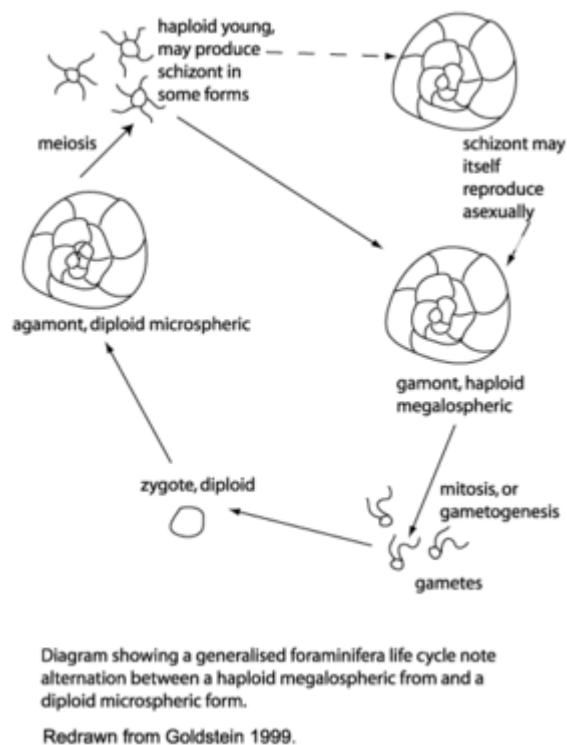 haploid young,
may produce
schizont in
some forms
meiosis
schizont may
itself
reproduce
asexually
agamont, diploid microspheric
gamont, haploid
megalospheric
zygote, diploid
mitosis, or
gametogenesis
gametes
Diagram showing a generalised foraminifera life cycle note
alternation between a haploid megalospheric from and a
diploid microspheric form.
Redrawn from Goldstein 1999.